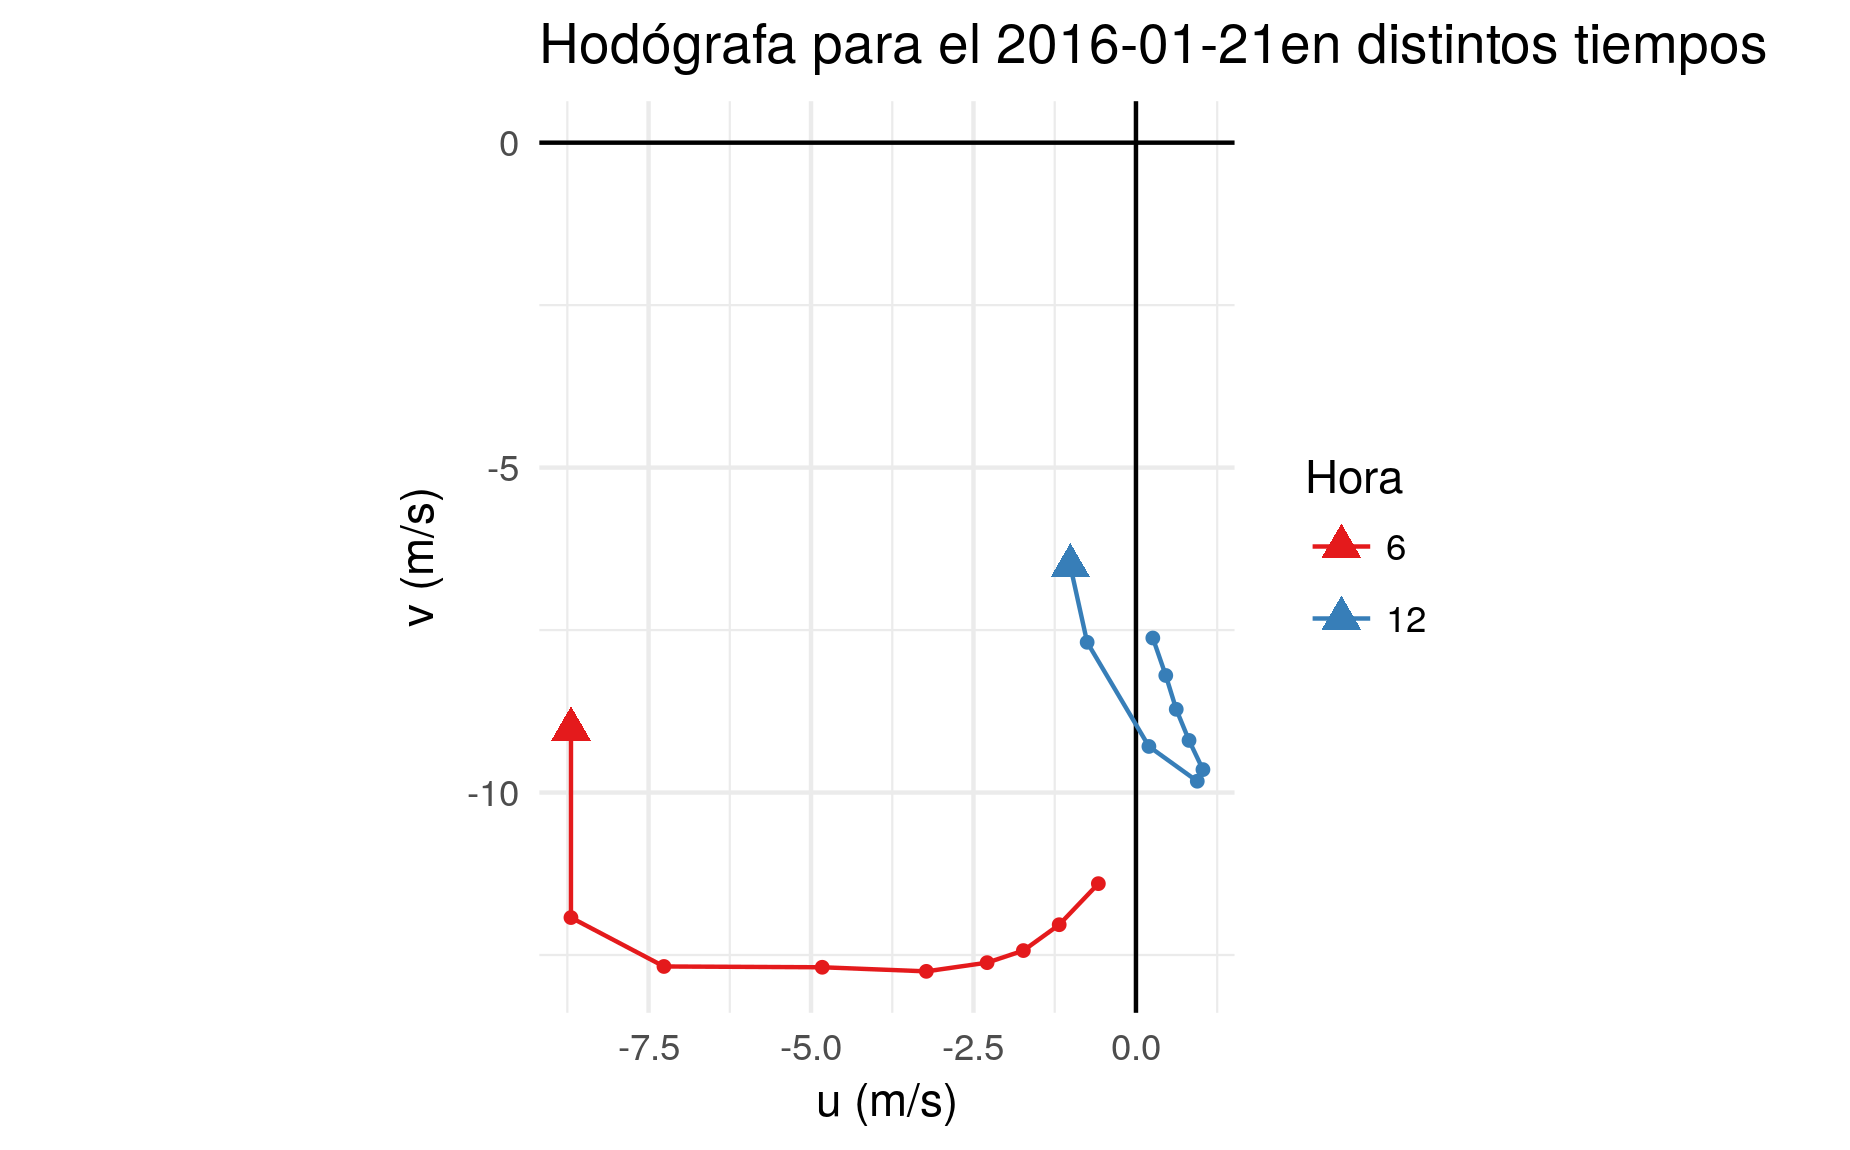 Hodógrafa para el 2016-01-21en distintos tiempos
0
-5
-10
v (m/s)
-7.5 -5.0 -2.5 0.0
u (m/s)
Hora
6
12